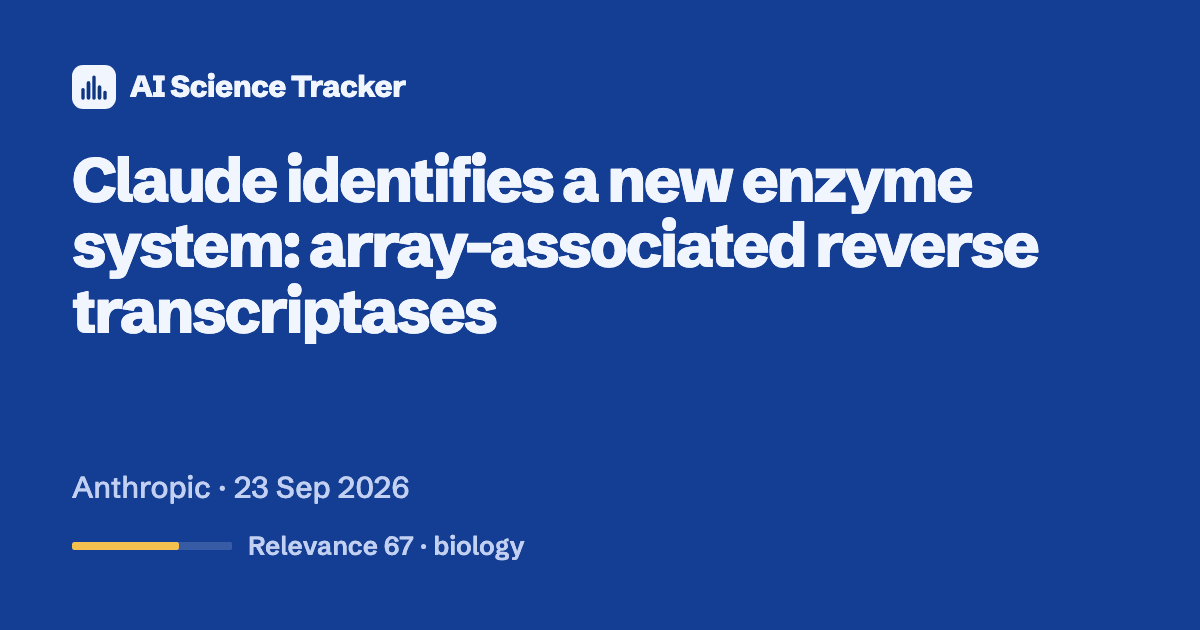 AI Science Tracker
Claude identifies a new enzyme
system: array-associated reverse
transcriptases
Anthropic · 23 Sep 2026
Relevance 67 · biology